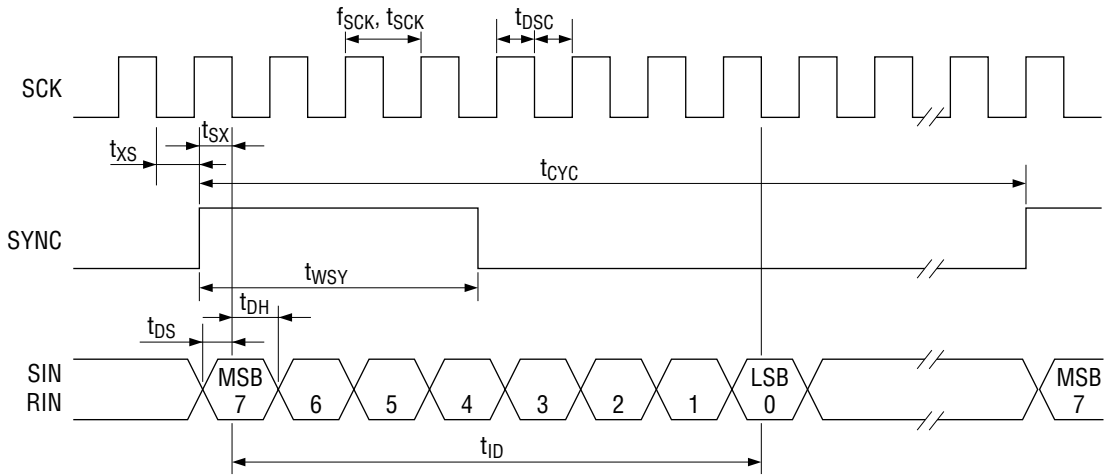 fSCK, tSCK
tDSC
SCK
tSX
tXS
tCYC
SYNC
tWSY
tDH
tDS
SIN
RIN
MSB
7
6
5
4
3
2
1
LSB
0
MSB
7
tID